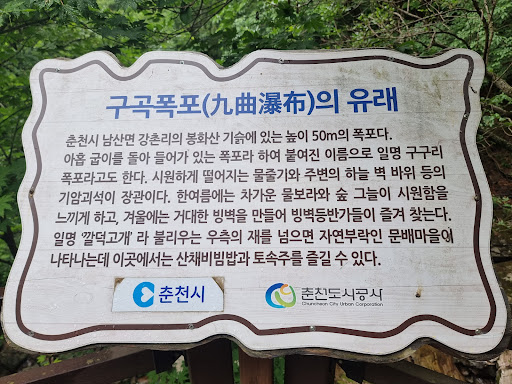 구곡폭포(九曲瀑布)의 유래
춘천시 남산면 강촌리의 봉화산 기슭에 있는 높이 50m의 폭포다.
아홉 굽이를 돌아 들어가 있는 폭포라 하여 붙여진 이름으로 일명 구구리
폭포라고도 한다. 시원하게 떨어지는 물줄기와 주변의 하늘 벽 바위 등의
기암괴석이 장관이다. 한여름에는 차가운 물보라와 숲 그늘이 시원함을
느끼게 하고, 겨울에는 거대한 빙벽을 만들어 빙벽등반가들이 즐겨 찾는다.
일명 '깔딱고개' 라 불리우는 우측의 재를 넘으면 자연부락인 문배마을이
나타나는데 이곳에서는 산채비빔밥과 토속주를 즐길 수 있다.
춘천시
춘천도시공사
Chuncheon City Urban Corporation